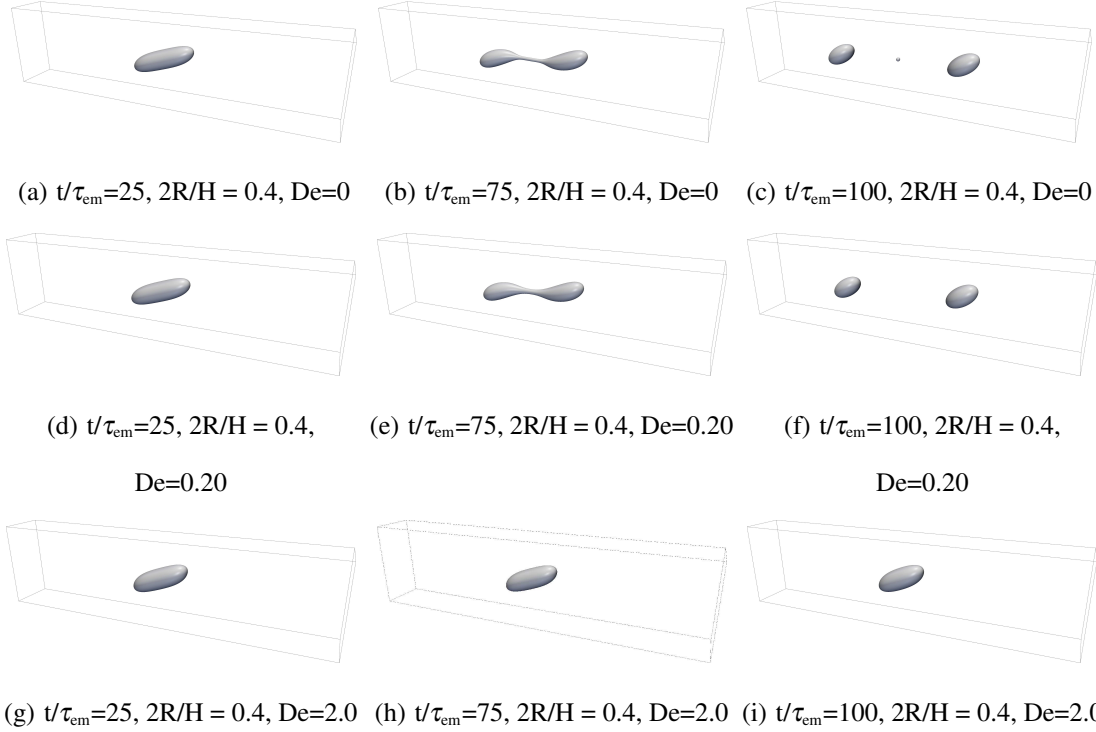 (a) t/τem=25, 2R/H = 0.4, De=0 (b) t/τem=75, 2R/H = 0.4, De=0 (c) t/τem=100, 2R/H = 0.4, De=0
(d) t/τem=25, 2R/H = 0.4, (e) t/τem=75, 2R/H = 0.4, De=0.20 (f) t/τem=100, 2R/H = 0.4,
De=0.20 De=0.20
(g) t/τem=25, 2R/H = 0.4, De=2.0 (h) t/τem=75, 2R/H = 0.4, De=2.0 (i) t/τem=100, 2R/H = 0.4, De=2.0